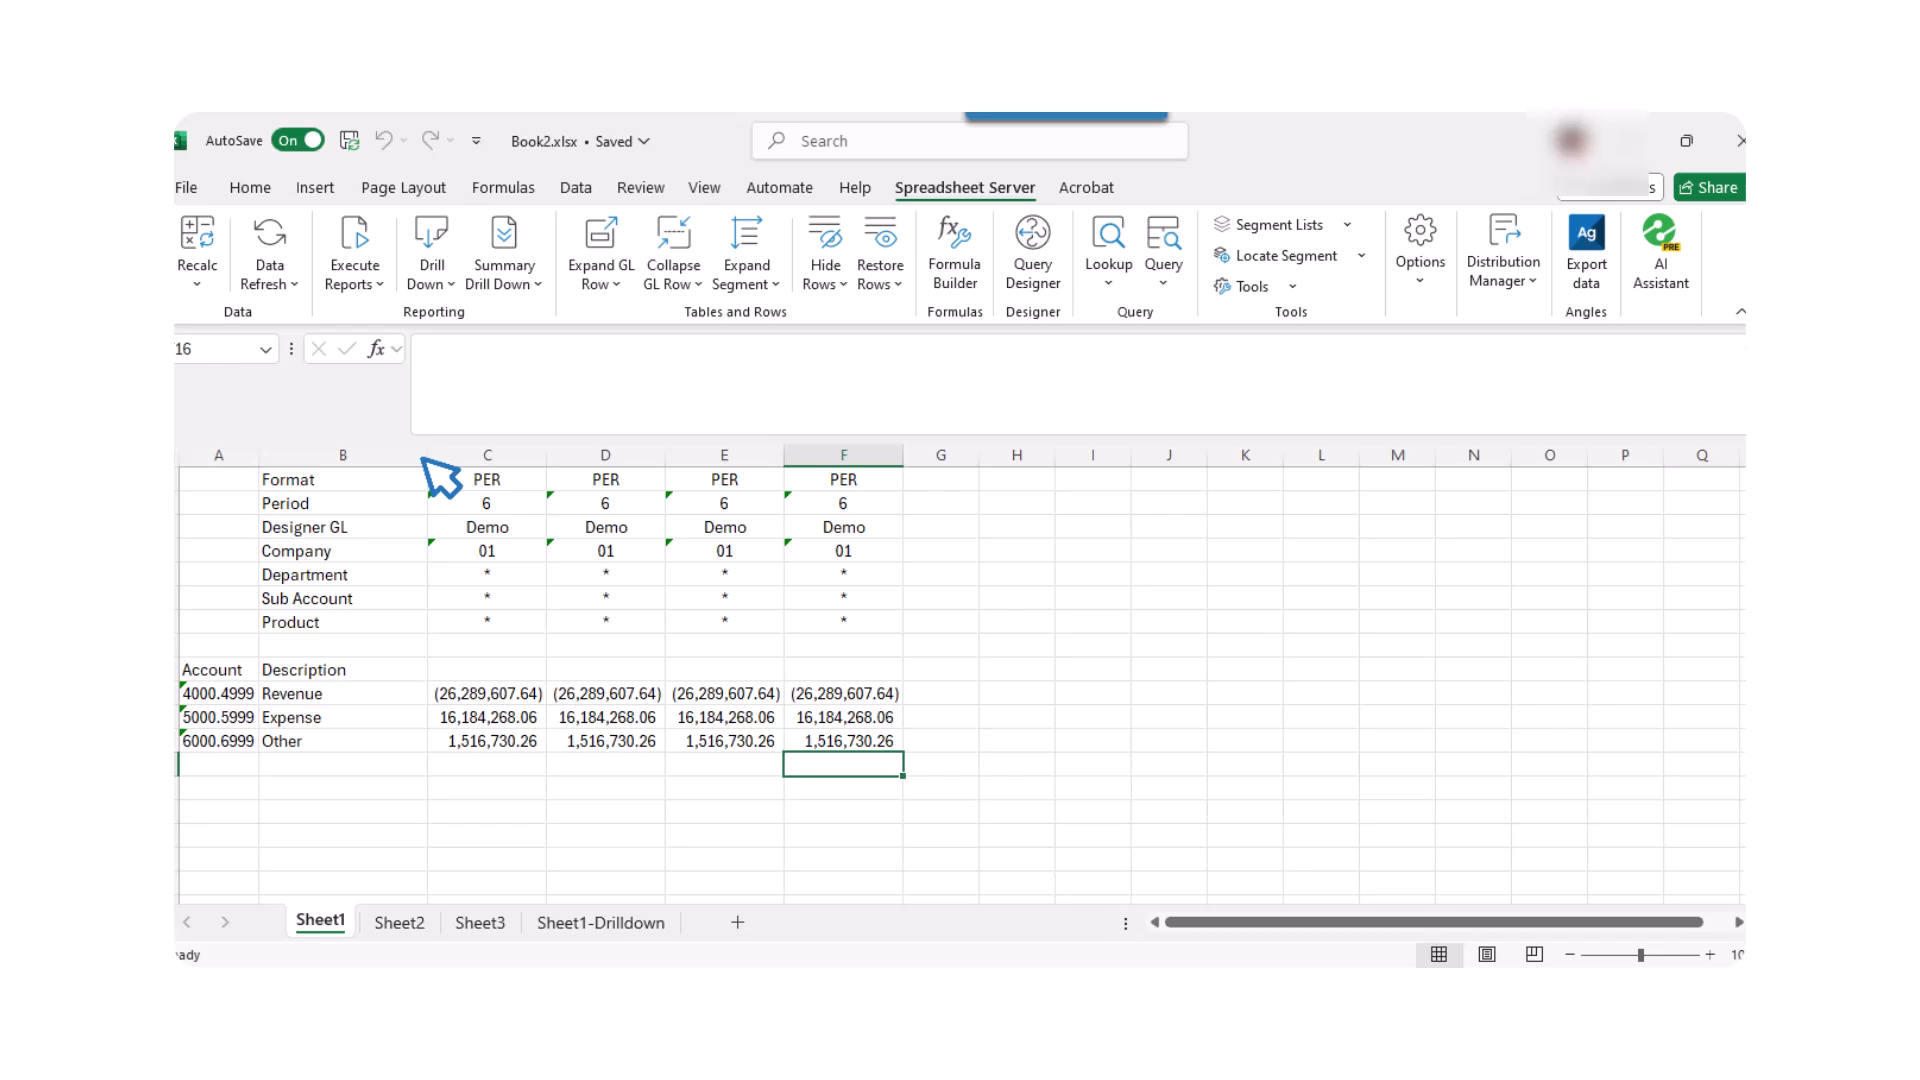 AutoSave On Book2.xlsx • Saved Search
File Home Insert Page Layout Formulas Data Review View Automate Help Spreadsheet Server Acrobat s Share
Recalc
Data Refresh
Execute Reports
Drill Down
Summary Drill Down
Expand GL Row
Collapse GL Row
Expand Segment
Hide Rows
Restore Rows
fx
Formula Builder
Query Designer
Lookup
Query
Segment Lists
Locate Segment
Tools
Options
Distribution Manager
Ag
Export data
PRE
AI Assistant
Data Reporting Tables and Rows Formulas Designer Query Tools Angles
16 fx
A B C D E F G H I J K L M N O P Q
Format PER PER PER PER
Period 6 6 6 6
Designer GL Demo Demo Demo Demo
Company 01 01 01 01
Department * * * *
Sub Account * * * *
Product * * * *
Account Description
4000.4999 Revenue (26,289,607.64) (26,289,607.64) (26,289,607.64) (26,289,607.64)
5000.5999 Expense 16,184,268.06 16,184,268.06 16,184,268.06 16,184,268.06
6000.6999 Other 1,516,730.26 1,516,730.26 1,516,730.26 1,516,730.26
Sheet1 Sheet2 Sheet3 Sheet1-Drilldown
ady 10